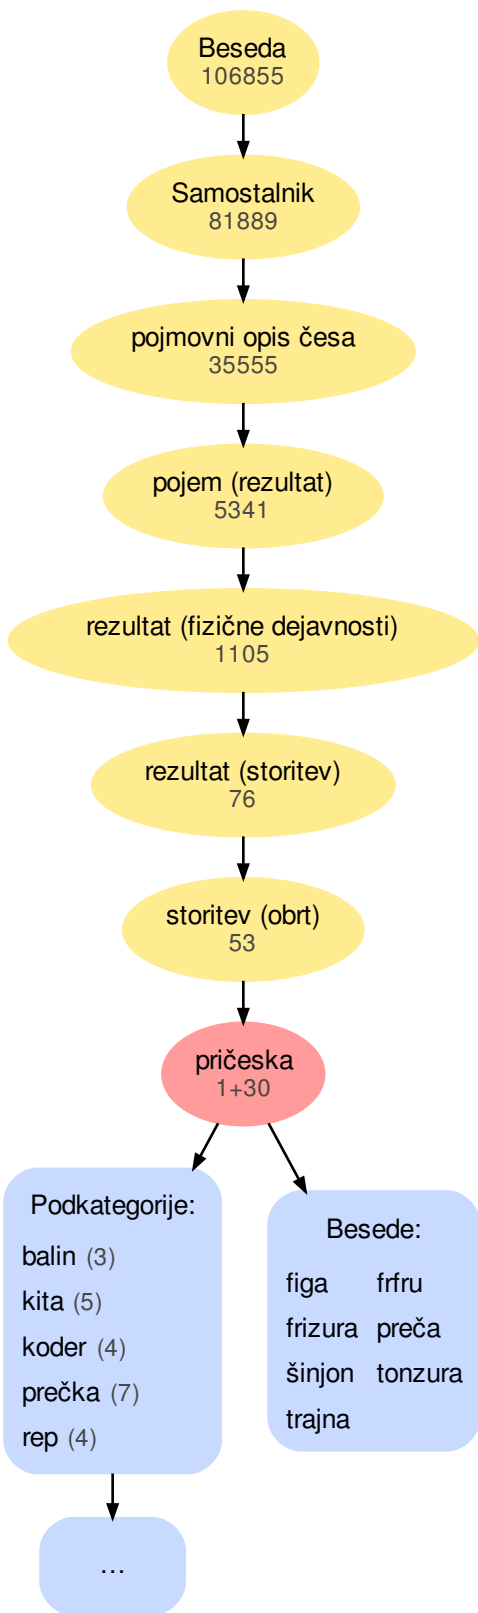 Beseda
106855
Samostalnik
81889
pojmovni opis česa
35555
pojem (rezultat)
5341
rezultat (fizične dejavnosti)
1105
rezultat (storitev)
76
storitev (obrt)
53
pričeska
1+30
Podkategorije:
balin (3)
kita (5)
koder (4)
prečka (7)
rep (4)
...
Besede:
figa frfru
frizura preča
šinjon tonzura
trajna